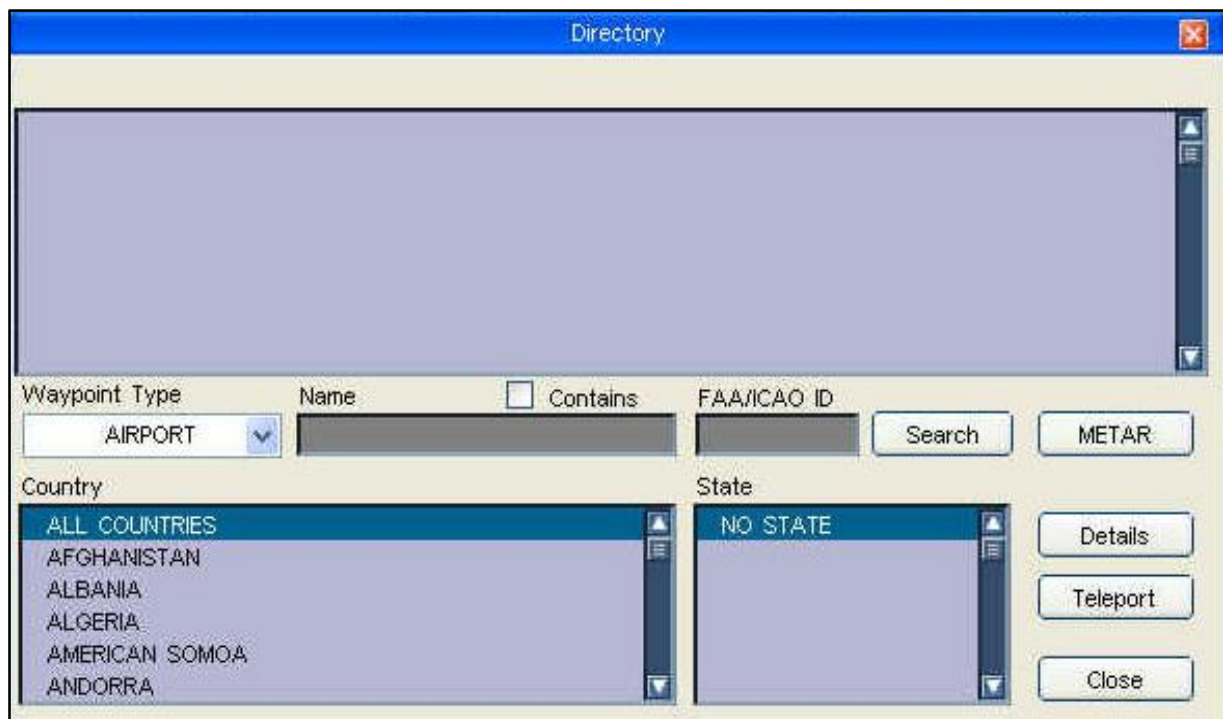 Directory
Waypoint Type Name Contains FAA/ICAO ID
AIRPORT Search METAR
Country State
ALL COUNTRIES NO STATE
AFGHANISTAN Details
ALBANIA
ALGERIA Teleport
AMERICAN SOMOA
ANDORRA Close